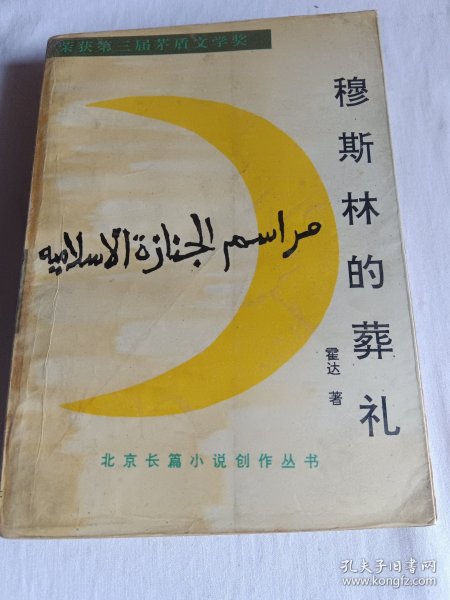 荣获第三届茅盾文学奖
穆斯林的葬礼
مراسم الجنازة الاسلاميه
霍达 著
北京长篇小说创作丛书
孔夫子旧书网
www.kongfz.com